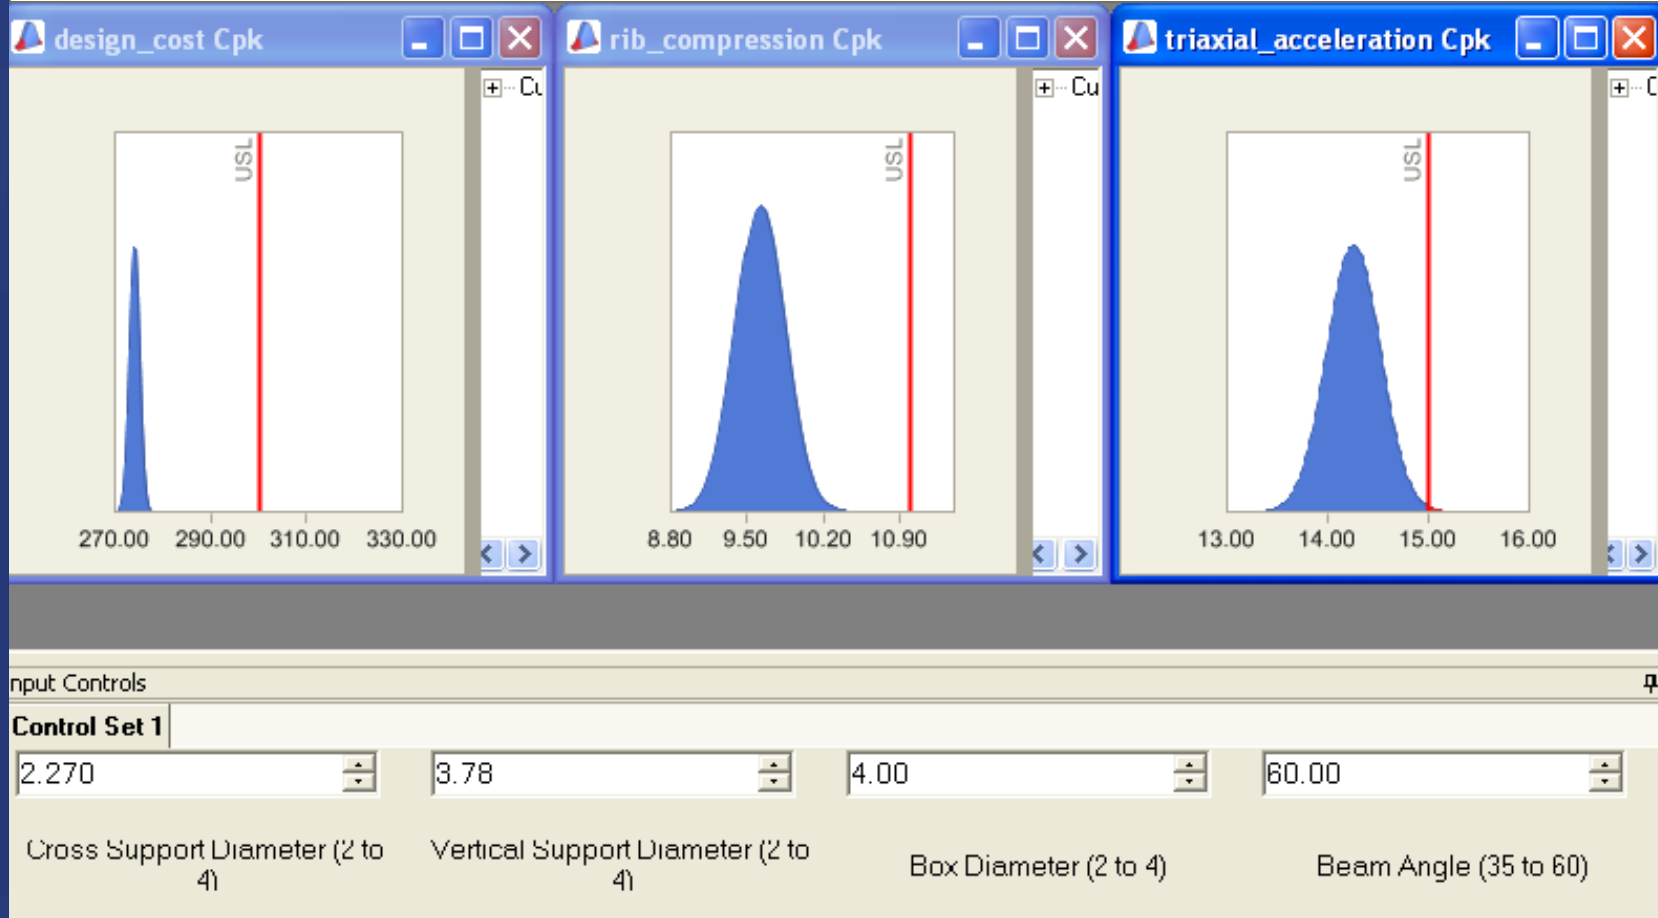 design_cost Cpk
rib_compression Cpk
triaxial_acceleration Cpk
Cu
Cu
USL
USL
USL
270.00 290.00 310.00 330.00
8.80 9.50 10.20 10.90
13.00 14.00 15.00 16.00
nput Controls
Control Set 1
2.270
3.78
4.00
60.00
Cross Support Diameter (2 to
4)
Vertical Support Diameter (2 to
4)
Box Diameter (2 to 4)
Beam Angle (35 to 60)